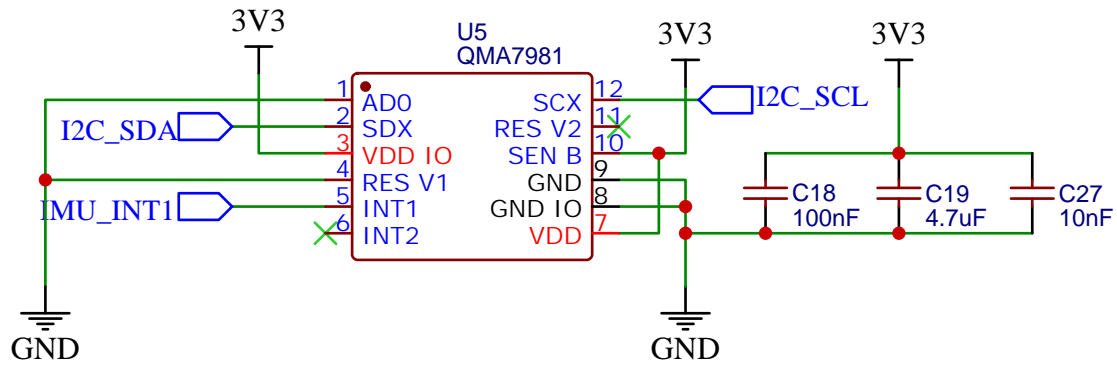 3V3
U5
QMA7981
3V3
3V3
1
AD0
2
SDX
3
VDD IO
4
RES V1
5
INT1
6
INT2
12
SCX
11
RES V2
10
SEN B
9
GND
8
GND IO
7
VDD
I2C_SDA
IMU_INT1
I2C_SCL
C18
100nF
C19
4.7uF
C27
10nF
GND
GND